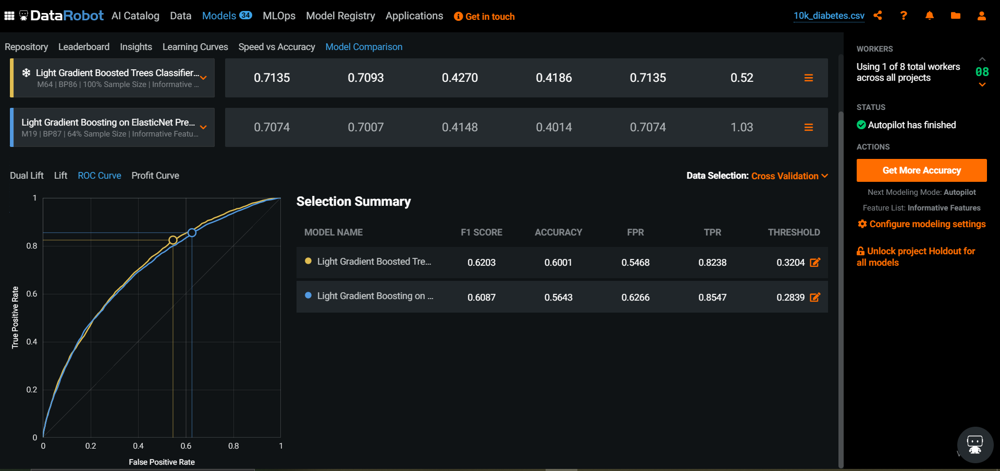 DataRobot AI Catalog Data Models 34 MLOps Model Registry Applications Get in touch 10k_diabetes.csv
Repository Leaderboard Insights Learning Curves Speed vs Accuracy Model Comparison
Light Gradient Boosted Trees Classifier...
M64 | BP86 | 100% Sample Size | Informative ...
0.7135 0.7093 0.4270 0.4186 0.7135 0.52
Light Gradient Boosting on ElasticNet Pre...
M19 | BP87 | 64% Sample Size | Informative Featu...
0.7074 0.7007 0.4148 0.4014 0.7074 1.03
Dual Lift Lift ROC Curve Profit Curve
Data Selection: Cross Validation
1
0.8
0.6
0.4
0.2
0
True Positive Rate
0 0.2 0.4 0.6 0.8 1
False Positive Rate
Selection Summary
MODEL NAME F1 SCORE ACCURACY FPR TPR THRESHOLD
Light Gradient Boosted Tre... 0.6203 0.6001 0.5468 0.8238 0.3204
Light Gradient Boosting on ... 0.6087 0.5643 0.6266 0.8547 0.2839
WORKERS
Using 1 of 8 total workers
across all projects
08
STATUS
Autopilot has finished
ACTIONS
Get More Accuracy
Next Modeling Mode: Autopilot
Feature List: Informative Features
Configure modeling settings
Unlock project Holdout for
all models